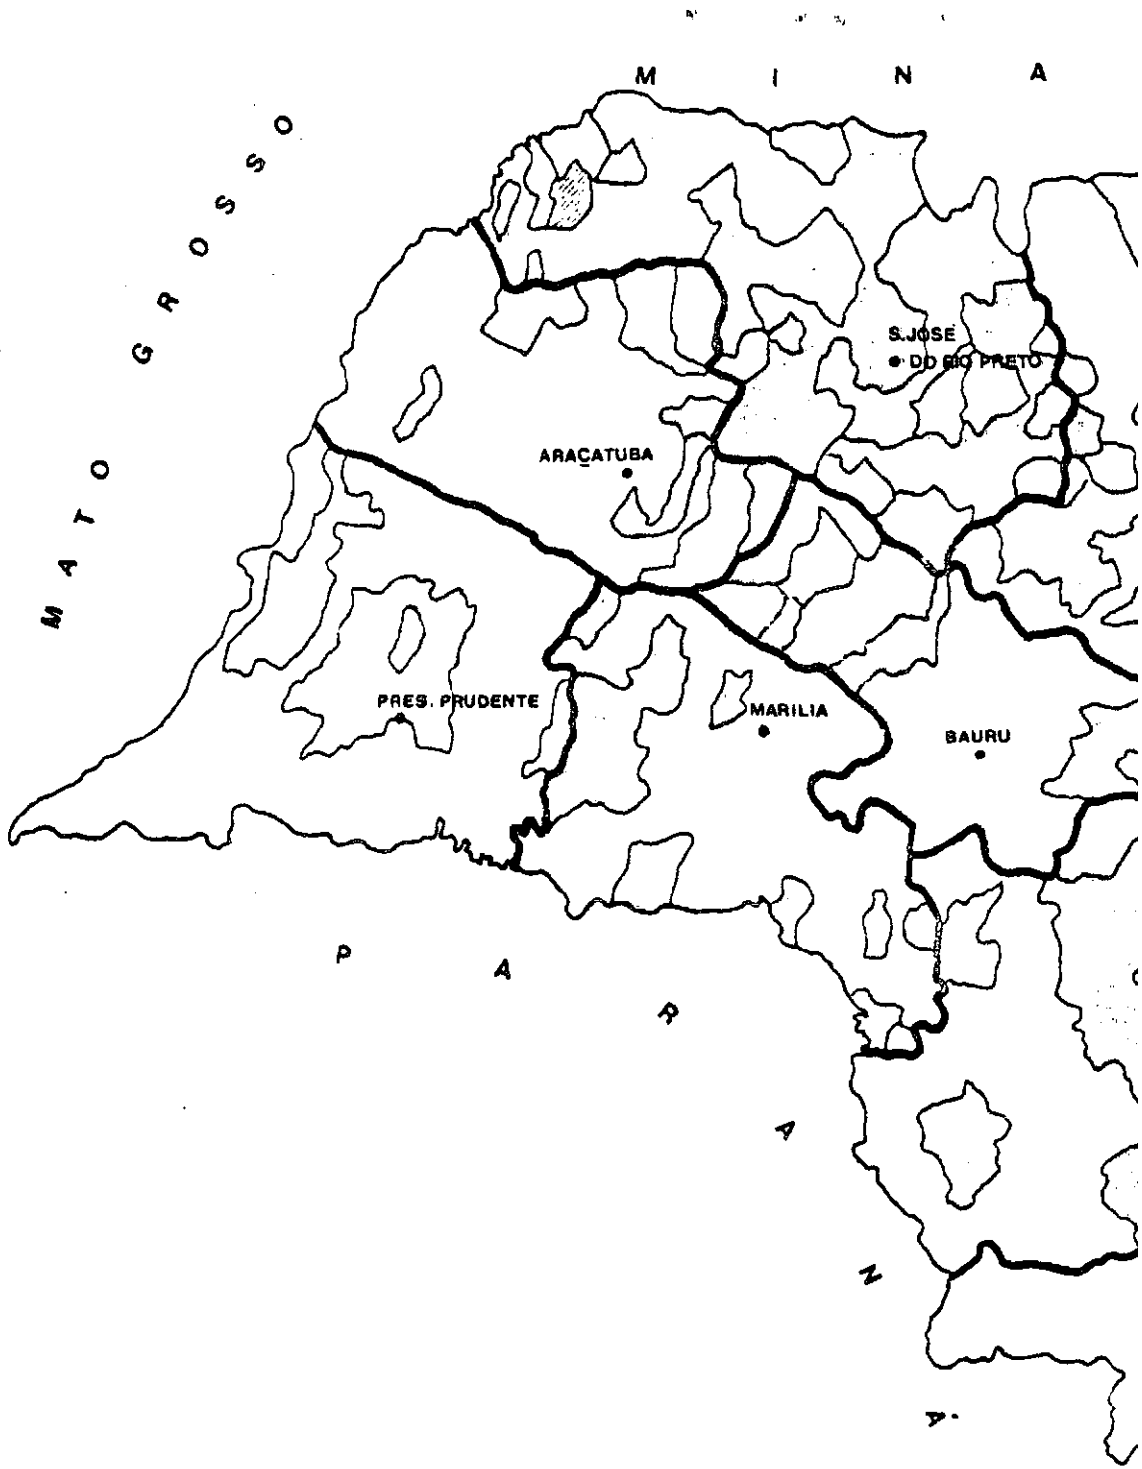 M I N A
MATO GROSSO
S. JOSE
DO RIO PRETO
ARAÇATUBA
PRES. PRUDENTE
MARILIA
BAURU
P A R A N Á